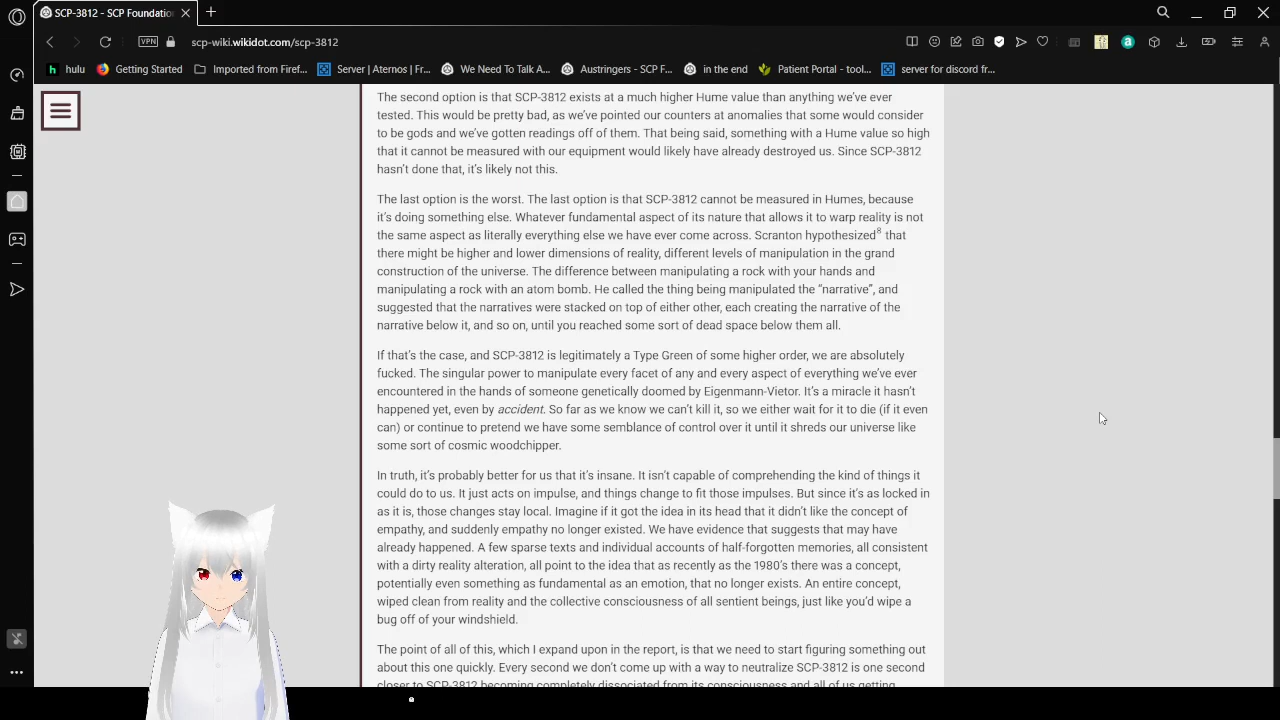 SCP-3812 - SCP Foundatio
VPN
scp-wiki.wikidot.com/scp-3812
hulu
Getting Started
Imported from Firef...
Server | Aternos | Fr...
We Need To Talk A...
Austringers - SCP F...
in the end
Patient Portal - tool...
server for discord fr...
The second option is that SCP-3812 exists at a much higher Hume value than anything we've ever
tested. This would be pretty bad, as we've pointed our counters at anomalies that some would consider
to be gods and we've gotten readings off of them. That being said, something with a Hume value so high
that it cannot be measured with our equipment would likely have already destroyed us. Since SCP-3812
hasn't done that, it's likely not this.
The last option is the worst. The last option is that SCP-3812 cannot be measured in Humes, because
it's doing something else. Whatever fundamental aspect of its nature that allows it to warp reality is not
the same aspect as literally everything else we have ever come across. Scranton hypothesized8 that
there might be higher and lower dimensions of reality, different levels of manipulation in the grand
construction of the universe. The difference between manipulating a rock with your hands and
manipulating a rock with an atom bomb. He called the thing being manipulated the "narrative", and
suggested that the narratives were stacked on top of either other, each creating the narrative of the
narrative below it, and so on, until you reached some sort of dead space below them all.
If that's the case, and SCP-3812 is legitimately a Type Green of some higher order, we are absolutely
fucked. The singular power to manipulate every facet of any and every aspect of everything we've ever
encountered in the hands of someone genetically doomed by Eigenmann-Vietor. It's a miracle it hasn't
happened yet, even by accident. So far as we know we can't kill it, so we either wait for it to die (if it even
can) or continue to pretend we have some semblance of control over it until it shreds our universe like
some sort of cosmic woodchipper.
In truth, it's probably better for us that it's insane. It isn't capable of comprehending the kind of things it
could do to us. It just acts on impulse, and things change to fit those impulses. But since it's as locked in
as it is, those changes stay local. Imagine if it got the idea in its head that it didn't like the concept of
empathy, and suddenly empathy no longer existed. We have evidence that suggests that may have
already happened. A few sparse texts and individual accounts of half-forgotten memories, all consistent
with a dirty reality alteration, all point to the idea that as recently as the 1980's there was a concept,
potentially even something as fundamental as an emotion, that no longer exists. An entire concept,
wiped clean from reality and the collective consciousness of all sentient beings, just like you'd wipe a
bug off of your windshield.
The point of all of this, which I expand upon in the report, is that we need to start figuring something out
about this one quickly. Every second we don't come up with a way to neutralize SCP-3812 is one second
closer to SCP-3812 becoming completely dissociated from its consciousness and all of us getting